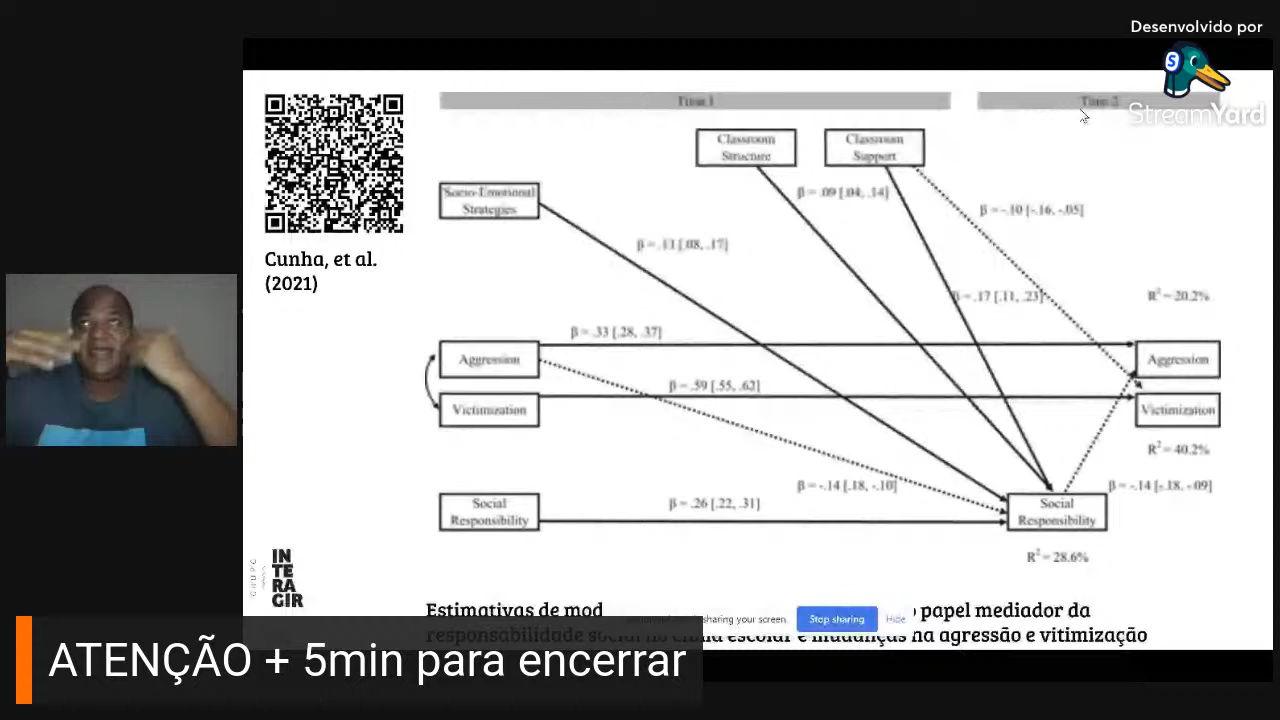 Desenvolvido por
StreamYard
Time 1
Time 2
Classroom
Structure
Classroom
Support
Socio-Emotional
Strategies
β = .09 [.04, .14]
β = -.10 [-.16, -.05]
β = .11 [.08, .17]
Cunha, et al.
(2021)
β = .17 [.11, .23]
R² = 20.2%
β = .33 [.28, .37]
Aggression
Aggression
β = .59 [.55, .62]
Victimization
Victimization
R² = 40.2%
β = -.14 [.18, -.10]
β = -.14 [-.18, -.09]
β = .26 [.22, .31]
Social
Responsibility
Social
Responsibility
R² = 28.6%
IN
TE
RA
GIR
Estimativas de mod
sharing your screen.
Stop sharing
Hide
papel mediador da
responsabilidade social no clima escolar e mudanças na agressão e vitimização
ATENÇÃO + 5min para encerrar